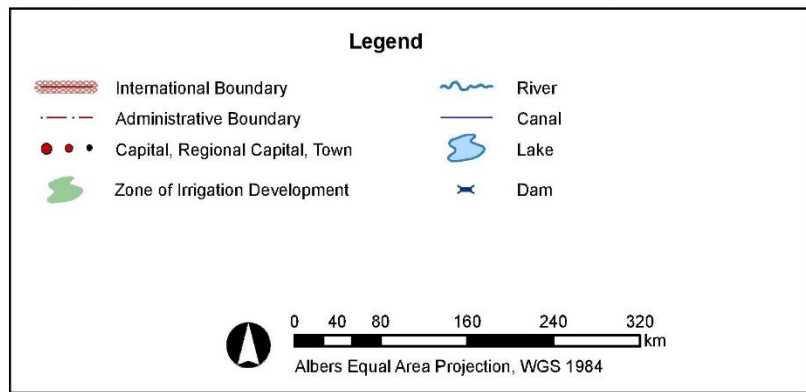 Legend
International Boundary
Administrative Boundary
Capital, Regional Capital, Town
Zone of Irrigation Development
River
Canal
Lake
Dam
0 40 80 160 240 320
km
Albers Equal Area Projection, WGS 1984